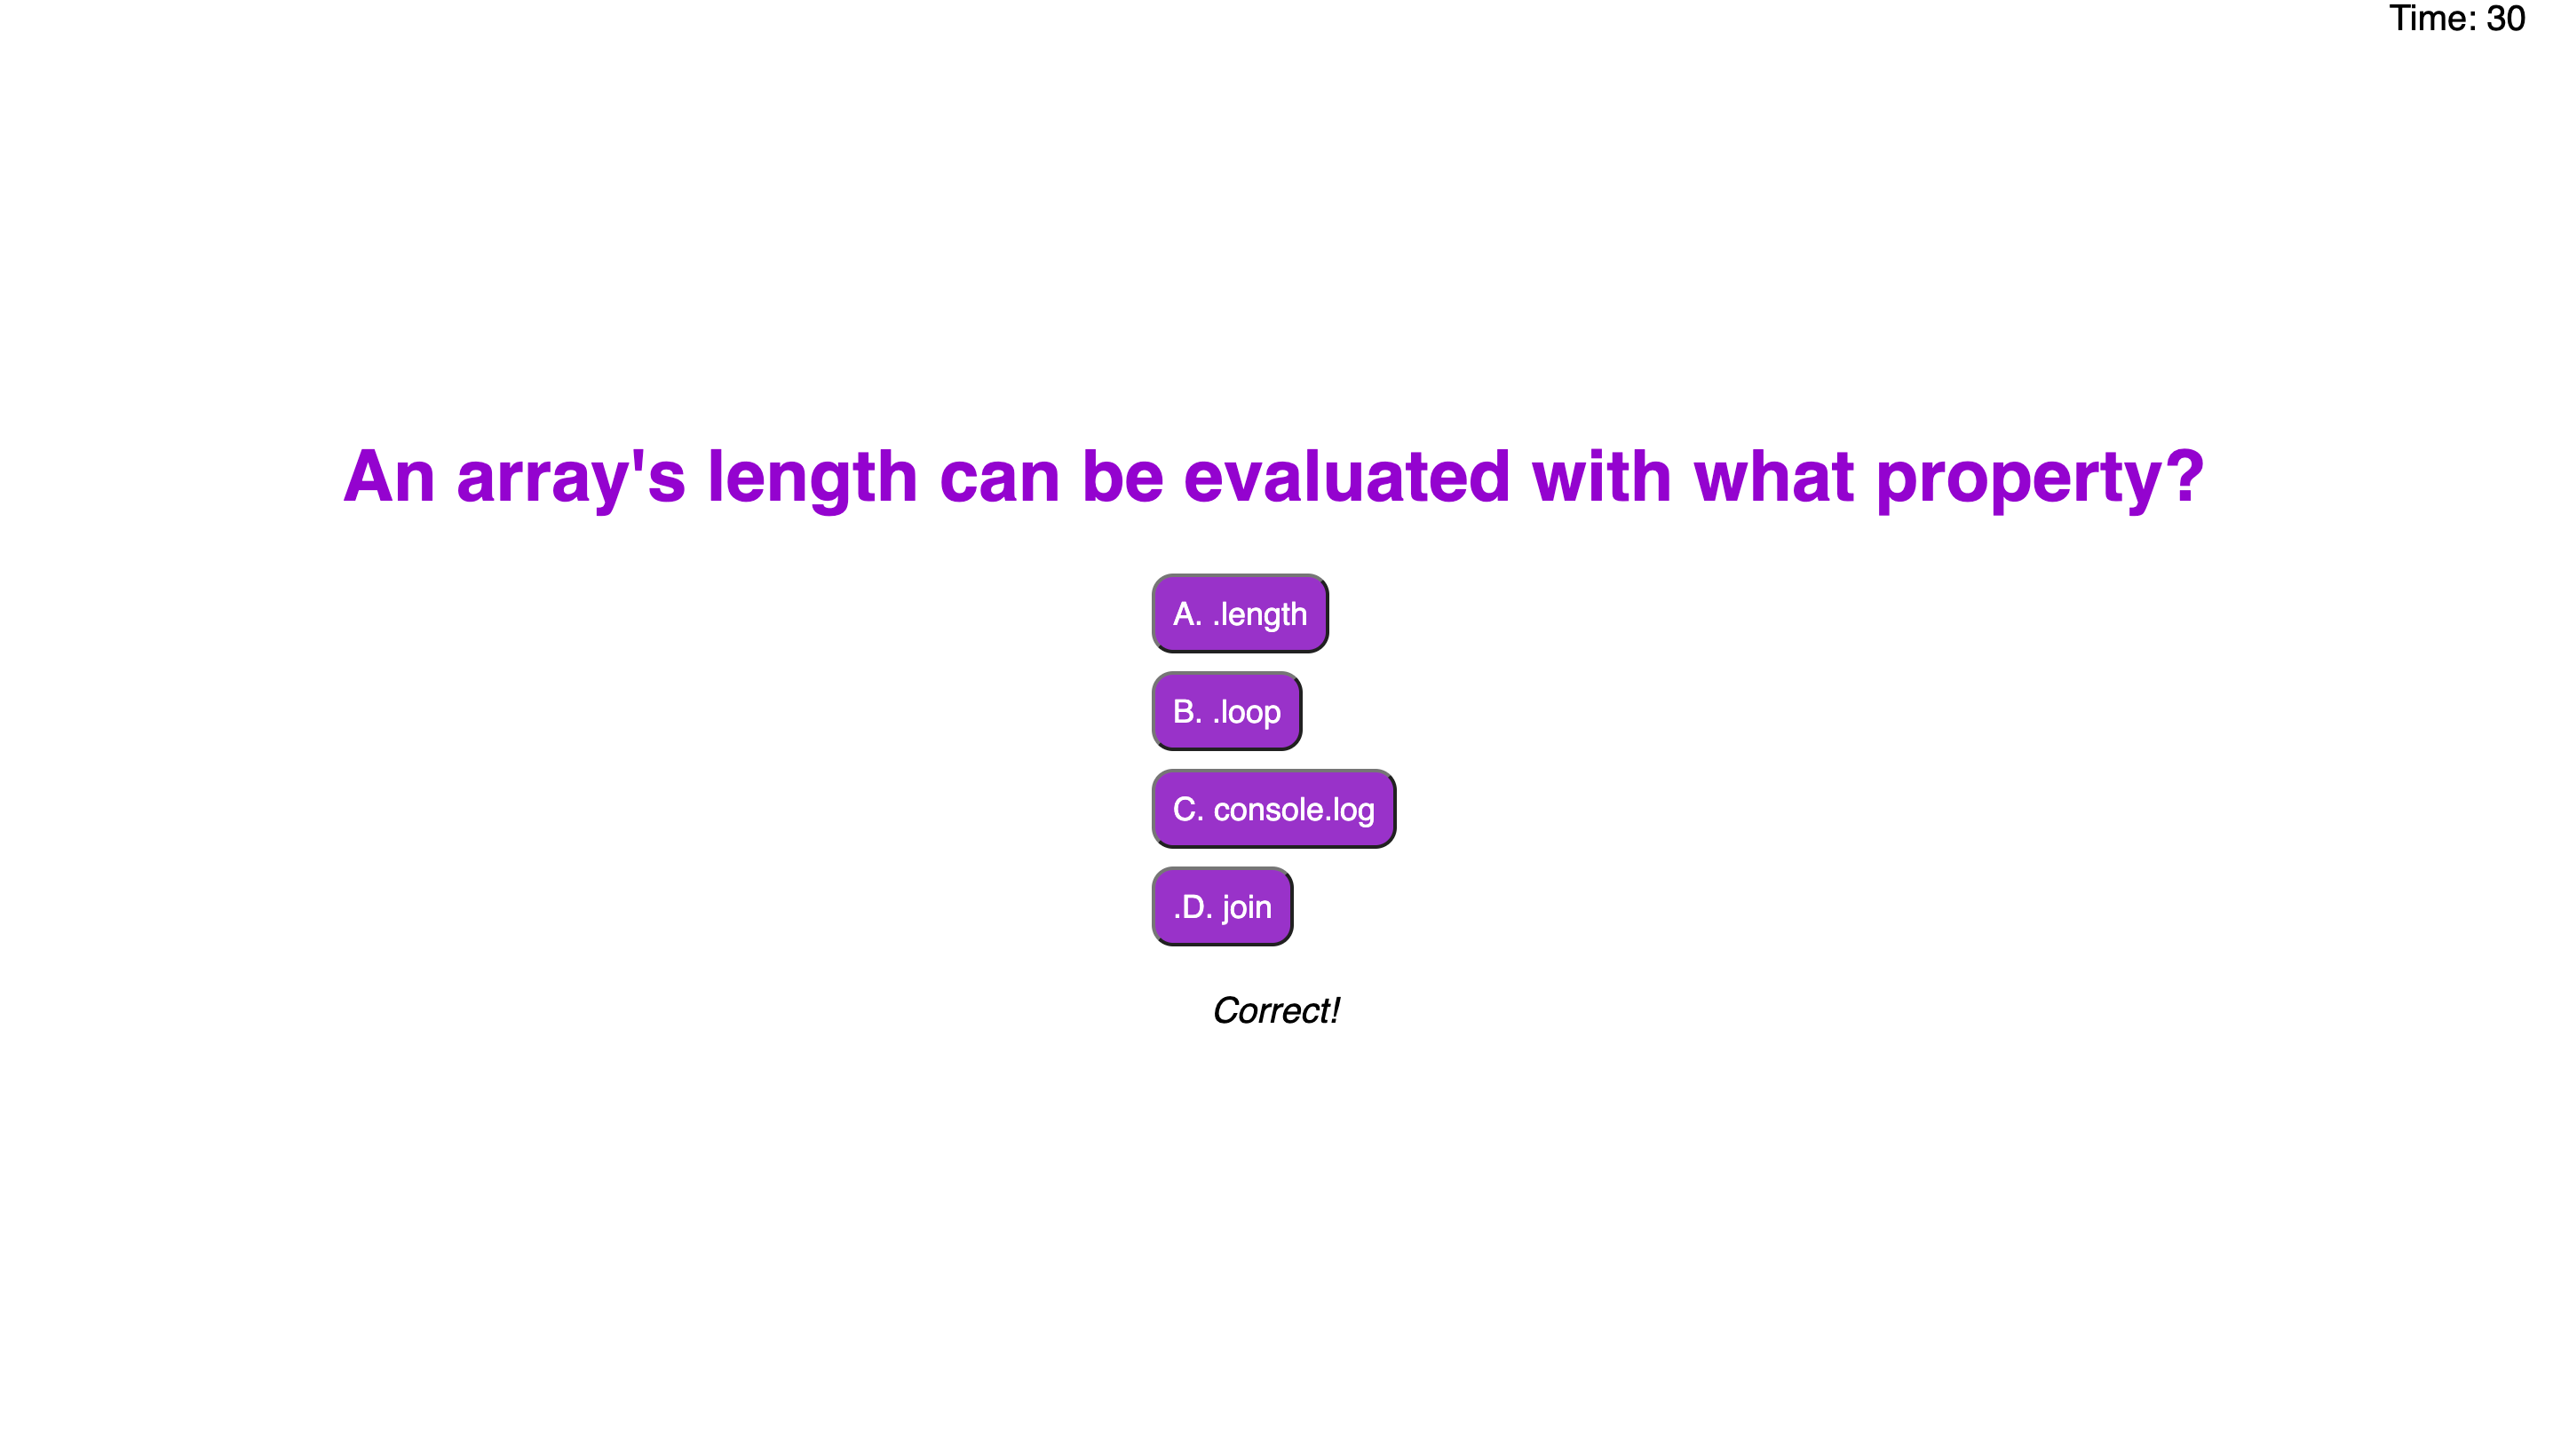 Time: 30
An array's length can be evaluated with what property?
A. .length
B. .loop
C. console.log
.D. join
Correct!